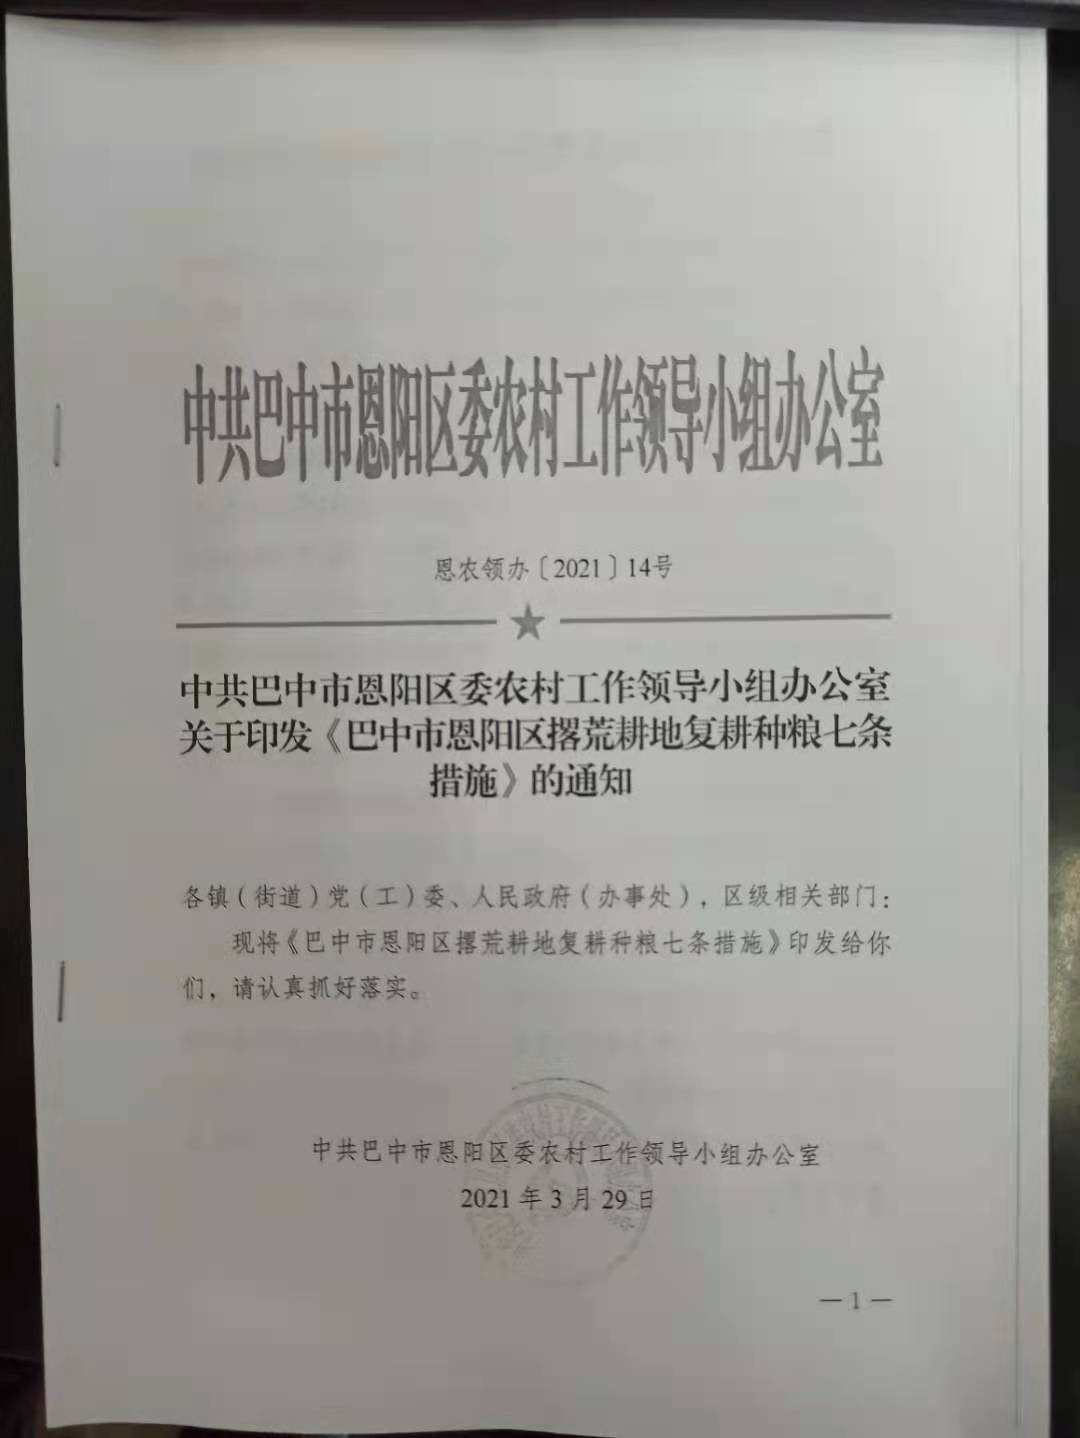 中共巴中市恩阳区委农村工作领导小组办公室
恩农领办〔2021〕14号
中共巴中市恩阳区委农村工作领导小组办公室
关于印发《巴中市恩阳区撂荒耕地复耕种粮七条
措施》的通知
各镇（街道）党（工）委、人民政府（办事处），区级相关部门：
现将《巴中市恩阳区撂荒耕地复耕种粮七条措施》印发给你
们，请认真抓好落实。
中共巴中市恩阳区委农村工作领导小组办公室
2021年3月29日
— 1 —